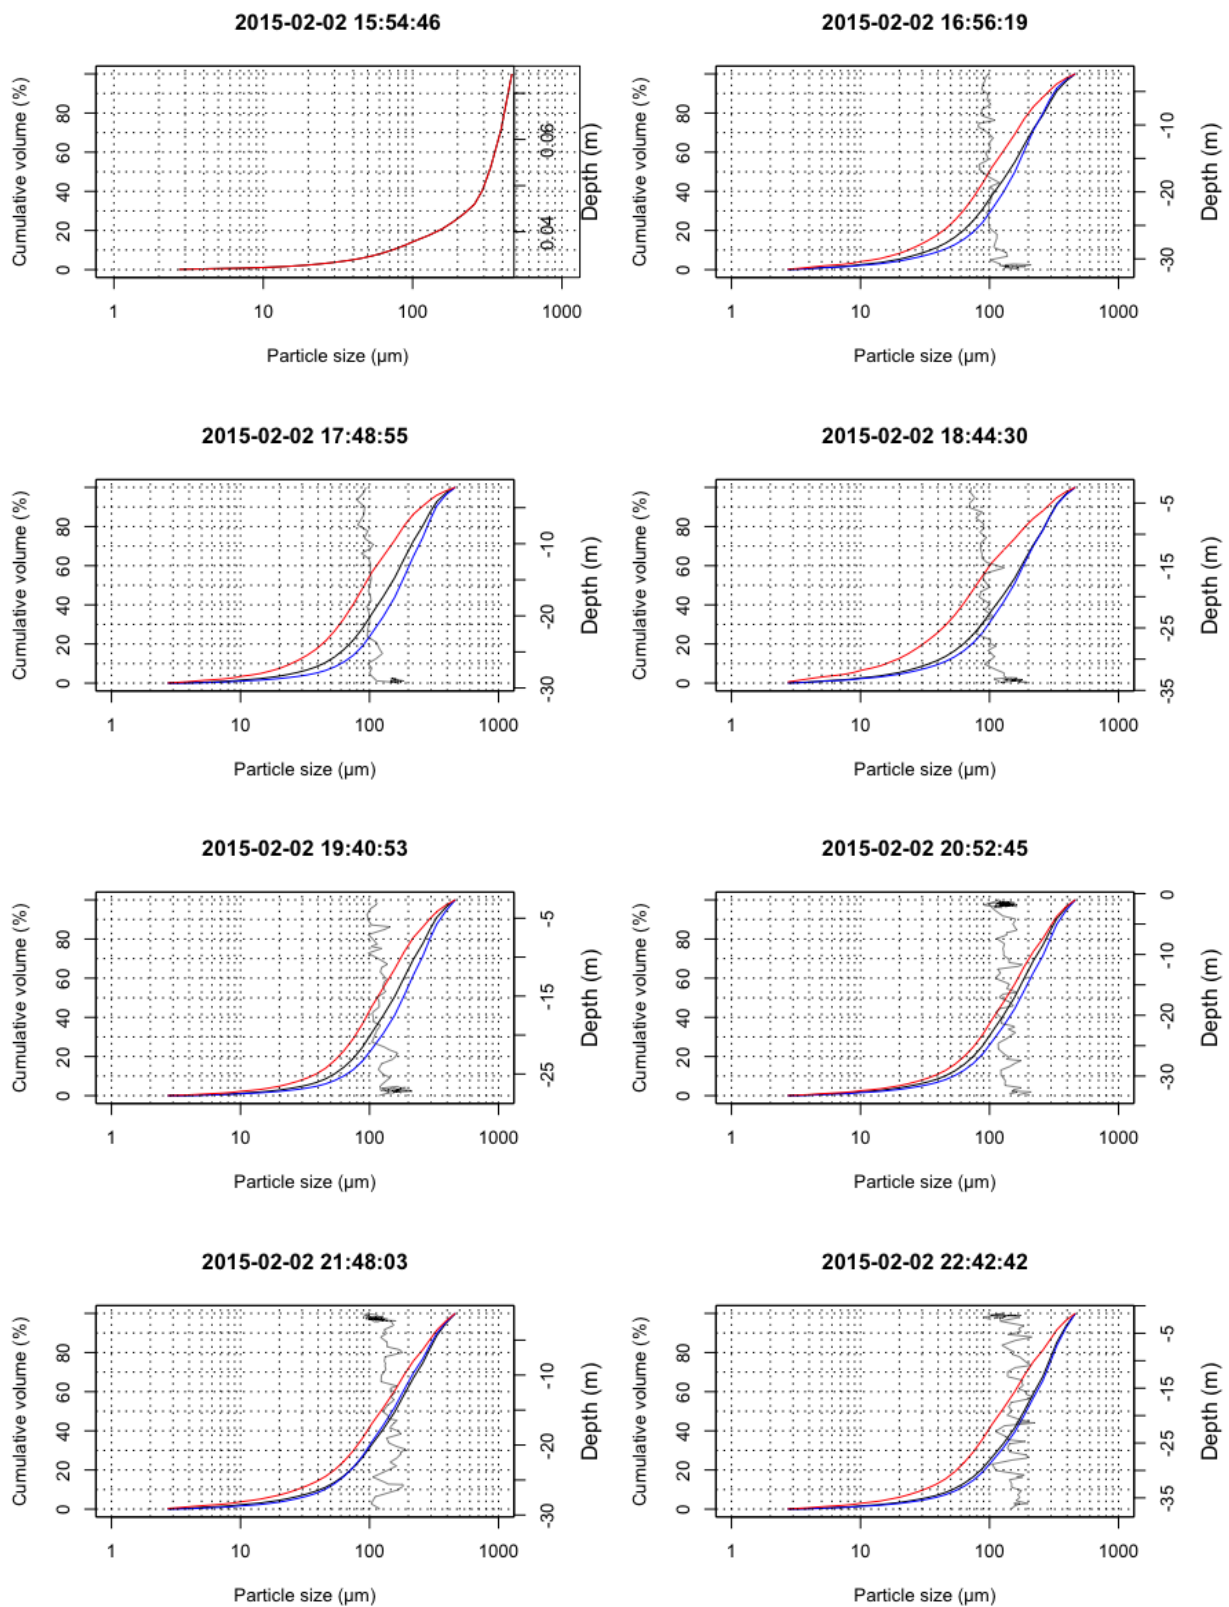 2015-02-02 15:54:46
Cumulative volume (%)
0 20 40 60 80
0.04 0.06
Depth (m)
1 10 100 1000
Particle size (µm)
2015-02-02 16:56:19
Cumulative volume (%)
0 20 40 60 80
-30 -20 -10
Depth (m)
1 10 100 1000
Particle size (µm)
2015-02-02 17:48:55
Cumulative volume (%)
0 20 40 60 80
-30 -20 -10
Depth (m)
1 10 100 1000
Particle size (µm)
2015-02-02 18:44:30
Cumulative volume (%)
0 20 40 60 80
-35 -25 -15 -5
Depth (m)
1 10 100 1000
Particle size (µm)
2015-02-02 19:40:53
Cumulative volume (%)
0 20 40 60 80
-25 -15 -5
Depth (m)
1 10 100 1000
Particle size (µm)
2015-02-02 20:52:45
Cumulative volume (%)
0 20 40 60 80
-30 -20 -10 0
Depth (m)
1 10 100 1000
Particle size (µm)
2015-02-02 21:48:03
Cumulative volume (%)
0 20 40 60 80
-30 -20 -10
Depth (m)
1 10 100 1000
Particle size (µm)
2015-02-02 22:42:42
Cumulative volume (%)
0 20 40 60 80
-35 -25 -15 -5
Depth (m)
1 10 100 1000
Particle size (µm)